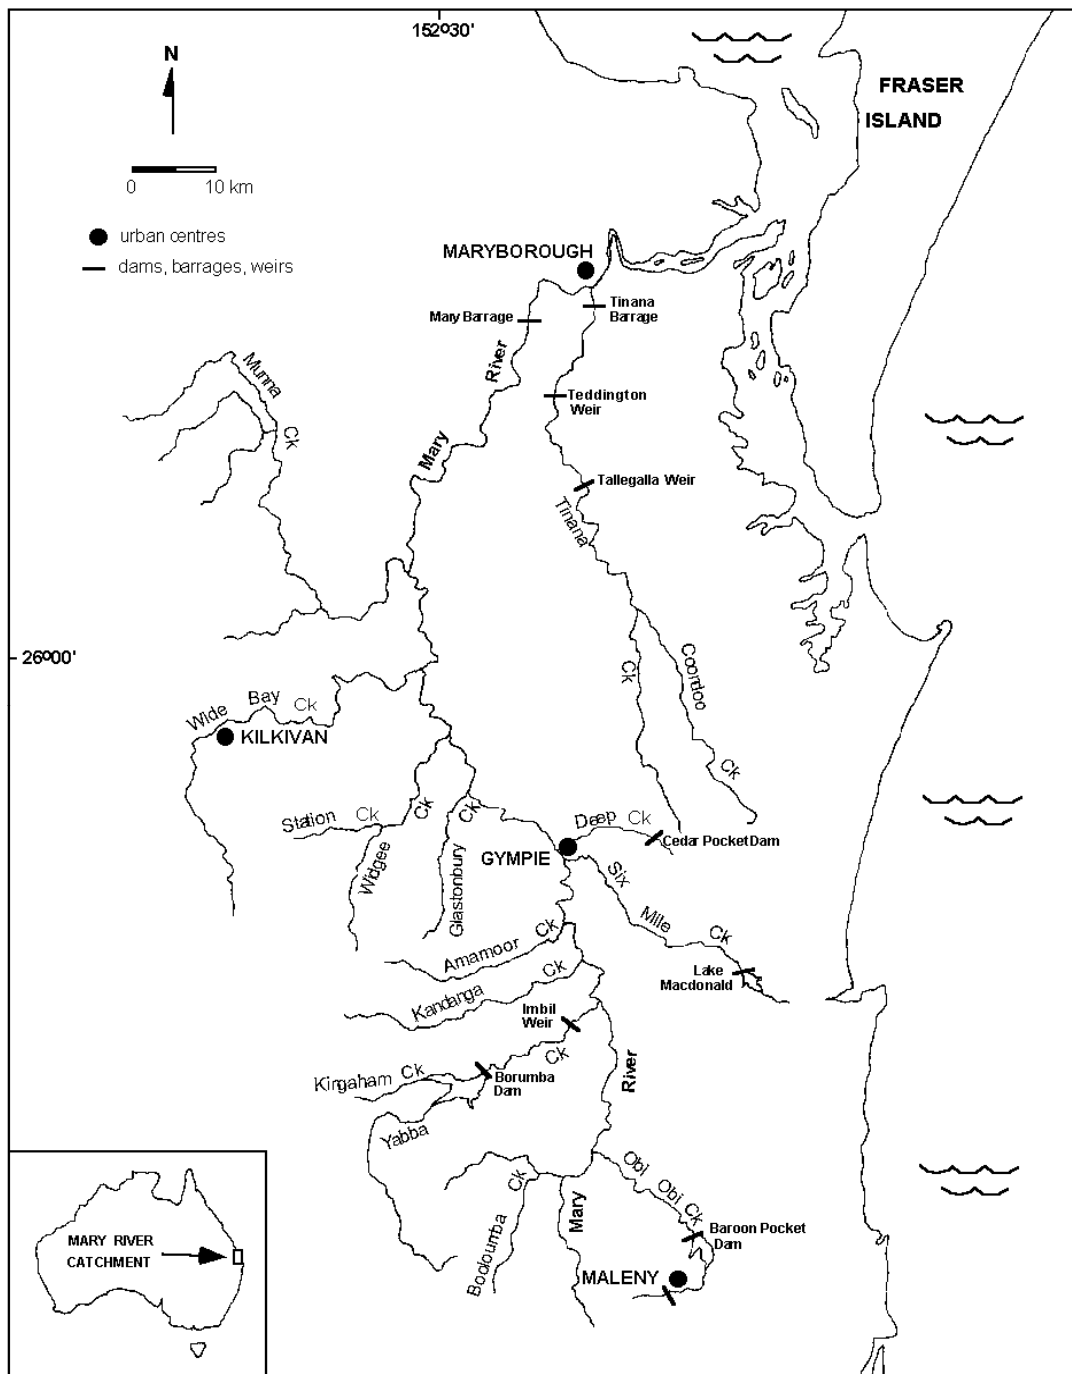 152º30'
N
FRASER
ISLAND
0 10 km
urban centres
dams, barrages, weirs
MARYBOROUGH
Mary Barrage
Tinana
Barrage
River
Munna
Ck
Teddington
Weir
Mary
Tallegalla Weir
Tinana
Ck
Coordoo
Ck
26º00'
Wide Bay Ck
KILKIVAN
Station Ck
Ck
Widgee
Ck
Glastonbury
Deep Ck
Cedar Pocket Dam
GYMPIE
Six Mile Ck
Lake
Macdonald
Amamoor Ck
Kandanga Ck
Imbil
Weir
Ck
River
Kingaham Ck
Borumba
Dam
Yabba
Obi Obi Ck
Ck
Booloumba
Mary
Baroon Pocket
Dam
MALENY
MARY RIVER
CATCHMENT